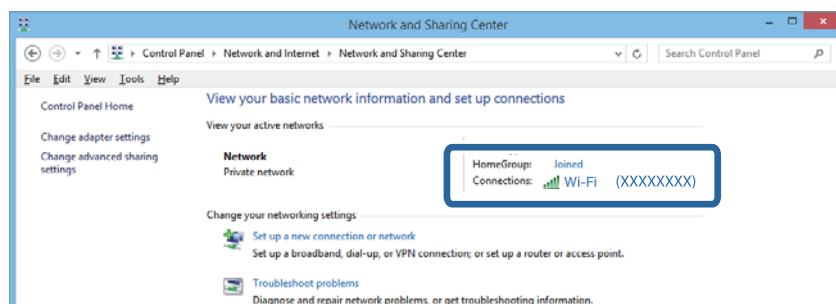 Network and Sharing Center
Control Panel Network and Internet Network and Sharing Center Search Control Panel
File Edit View Tools Help
Control Panel Home
Change adapter settings
Change advanced sharing
settings
View your basic network information and set up connections
View your active networks
Network
Private network
HomeGroup: Joined
Connections: Wi-Fi (XXXXXXXX)
Change your networking settings
Set up a new connection or network
Set up a broadband, dial-up, or VPN connection; or set up a router or access point.
Troubleshoot problems
Diagnose and repair network problems, or get troubleshooting information.